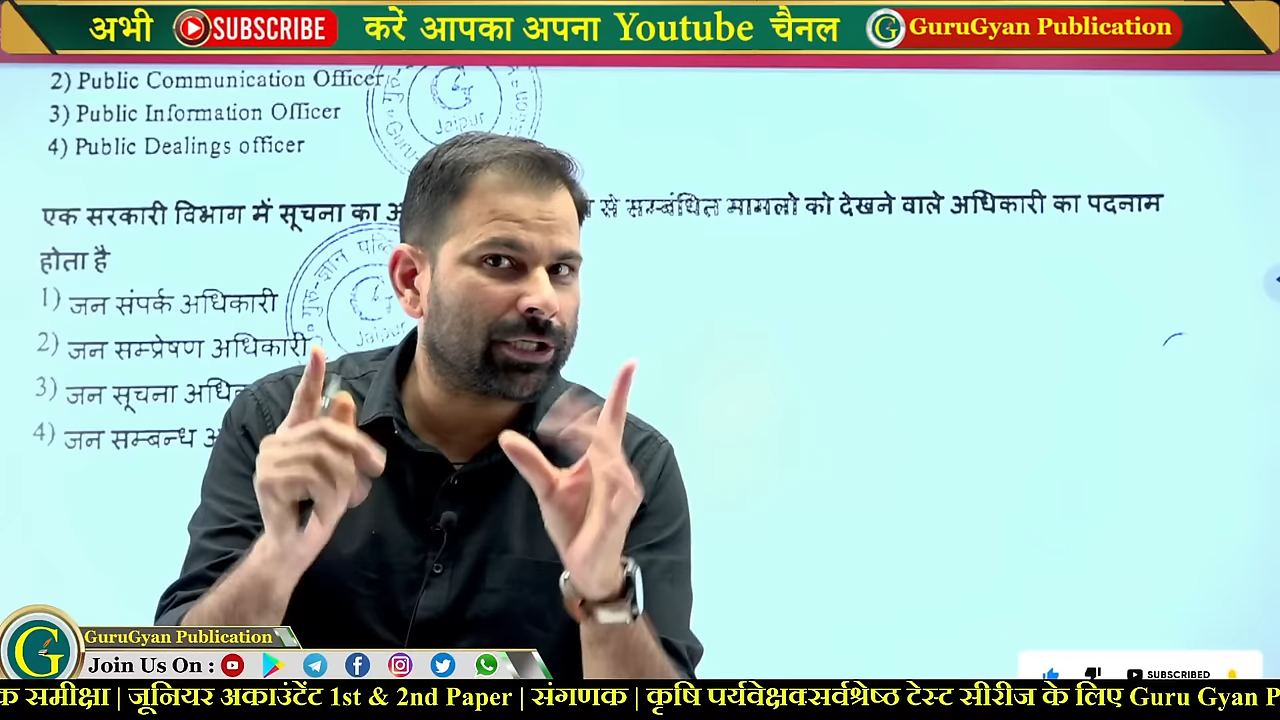 अभी SUBSCRIBE करें आपका अपना Youtube चैनल GuruGyan Publication
2) Public Communication Officer
3) Public Information Officer
4) Public Dealings officer
Jaipur
एक सरकारी विभाग में सूचना का से सम्बंधित मामलो को देखने वाले अधिकारी का पदनाम
होता है
1) जन संपर्क अधिकारी
2) जन सम्प्रेषण अधिकारी
3) जन सूचना
4) जन सम्बन्ध
Jaipur
GuruGyan Publication
Join Us On :
SUBSCRIBED
समीक्षा | जूनियर अकाउंटेंट 1st & 2nd Paper | संगणक | कृषि पर्यवेक्षकसर्वश्रेष्ठ टेस्ट सीरीज के लिए Guru Gyan